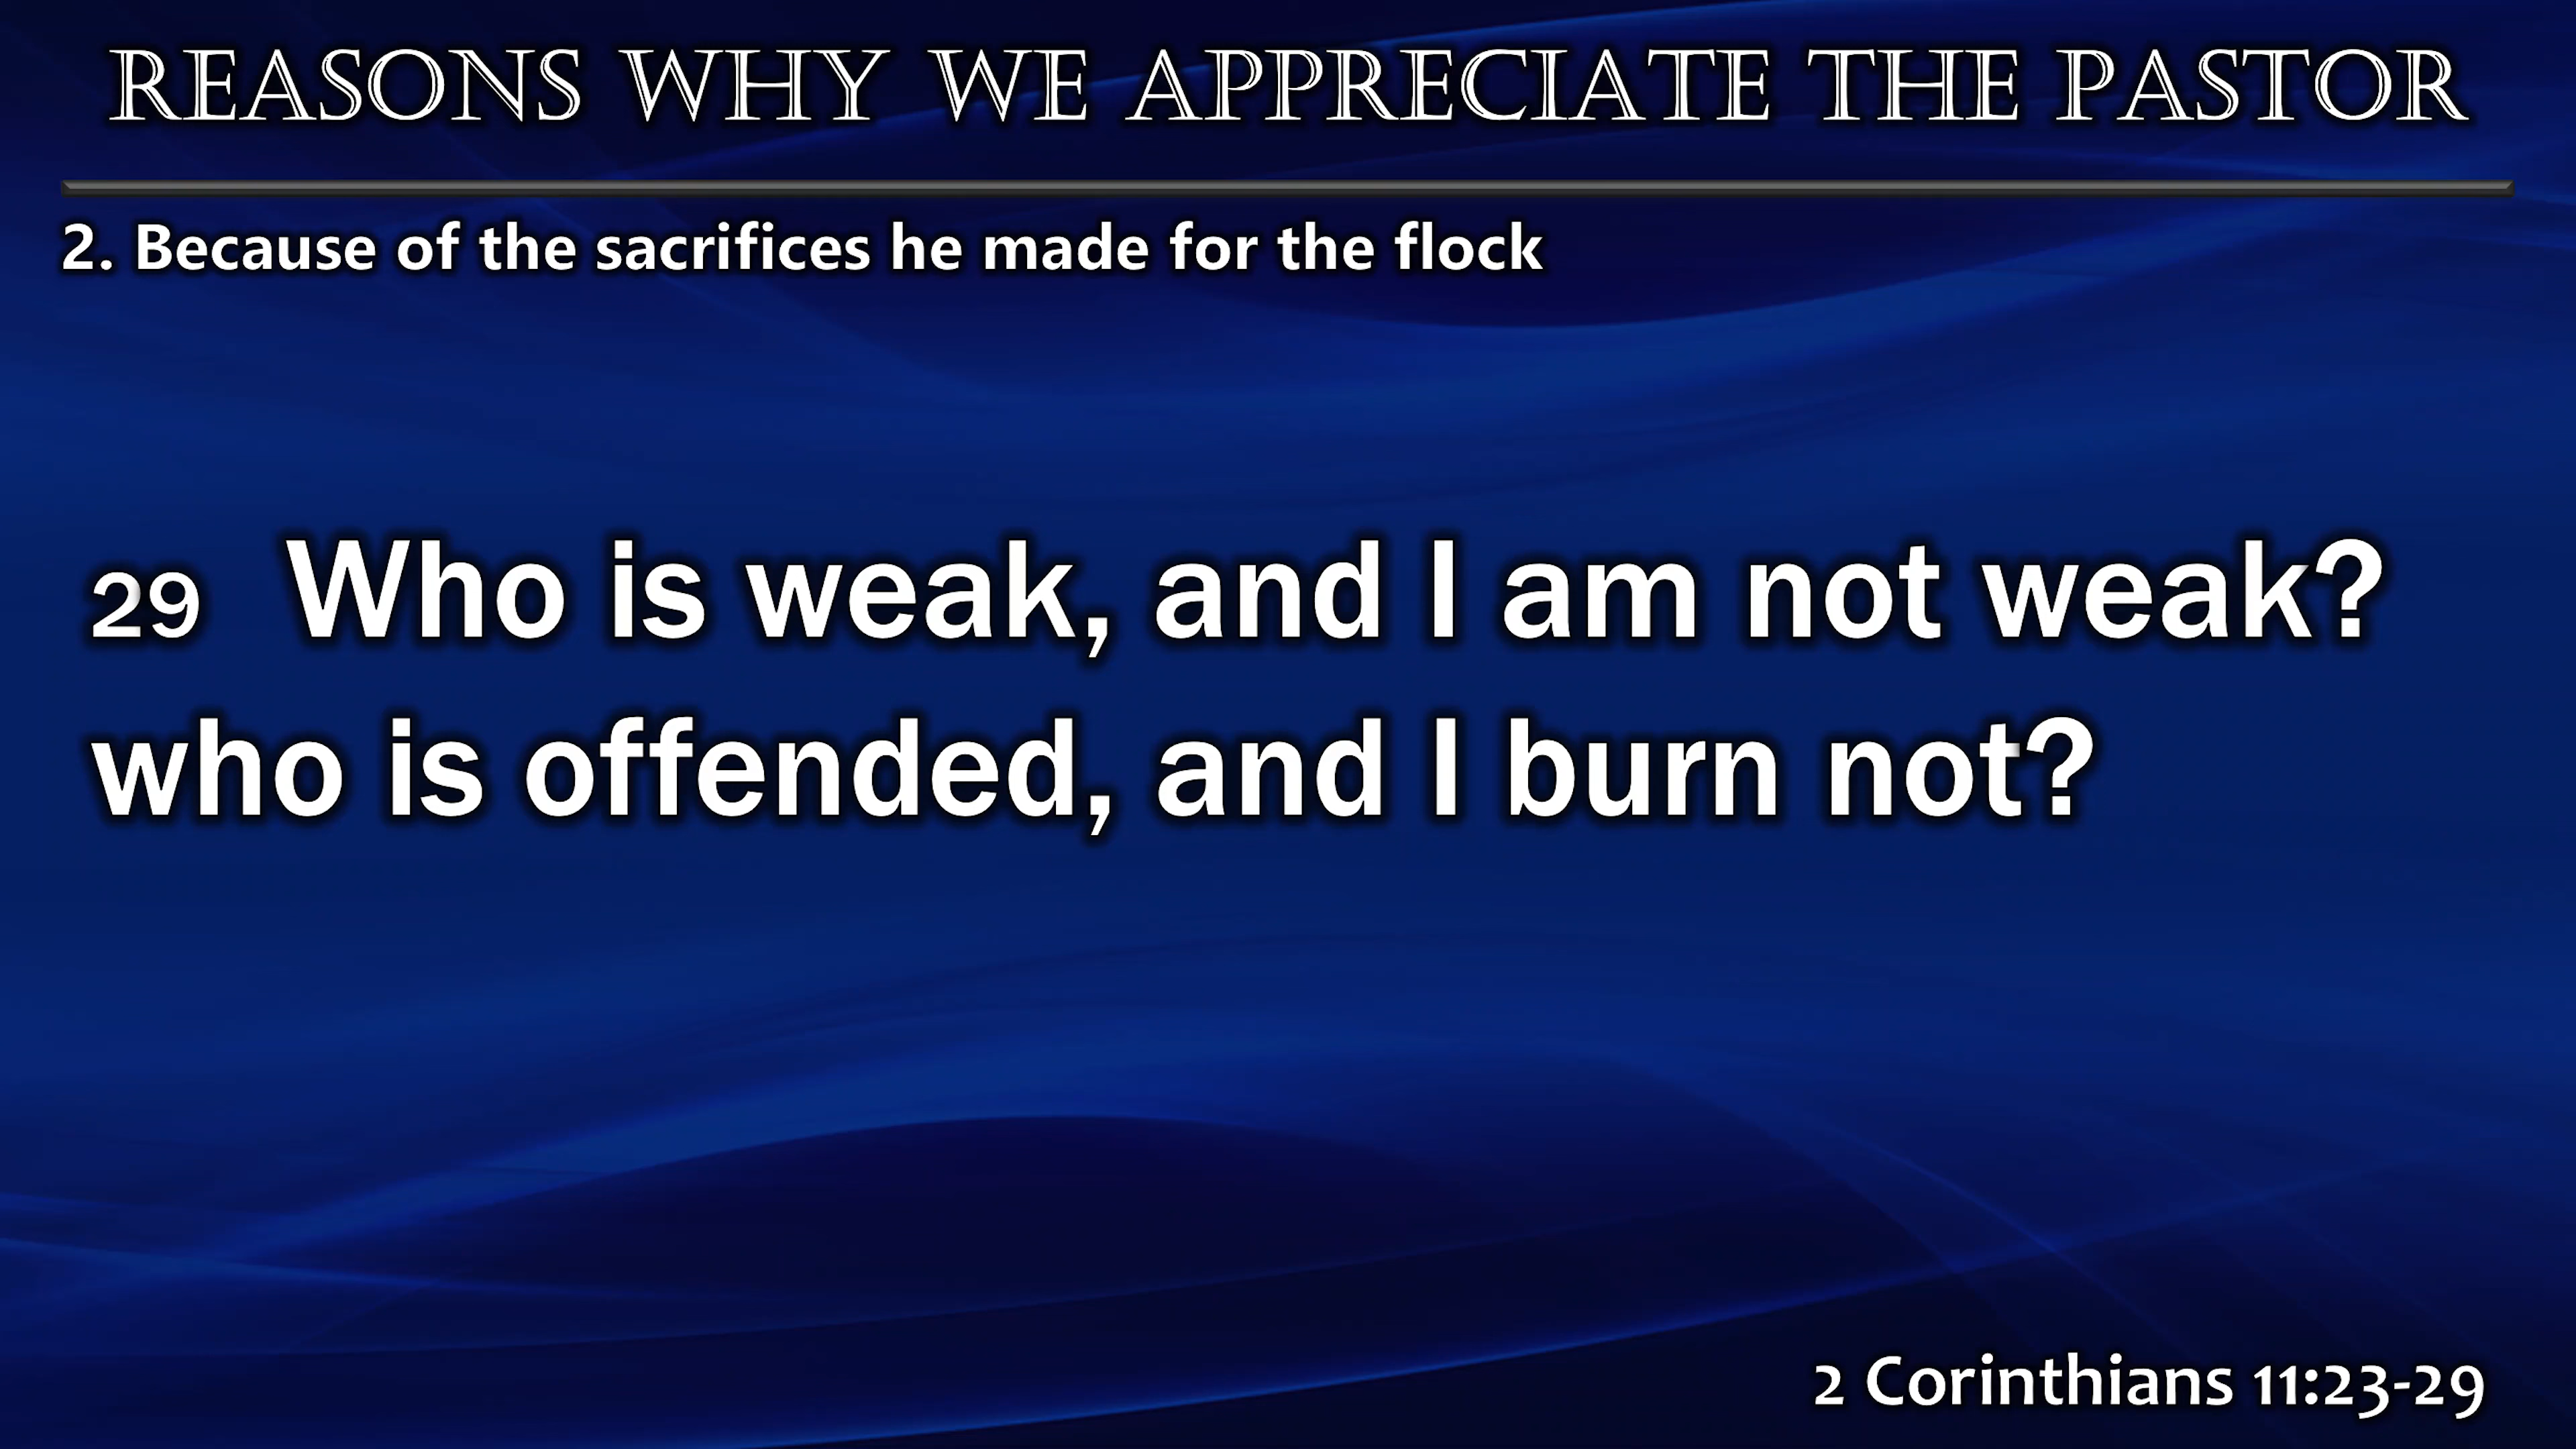 REASONS WHY WE APPRECIATE THE PASTOR
2. Because of the sacrifices he made for the flock
29 Who is weak, and I am not weak?
who is offended, and I burn not?
2 Corinthians 11:23-29